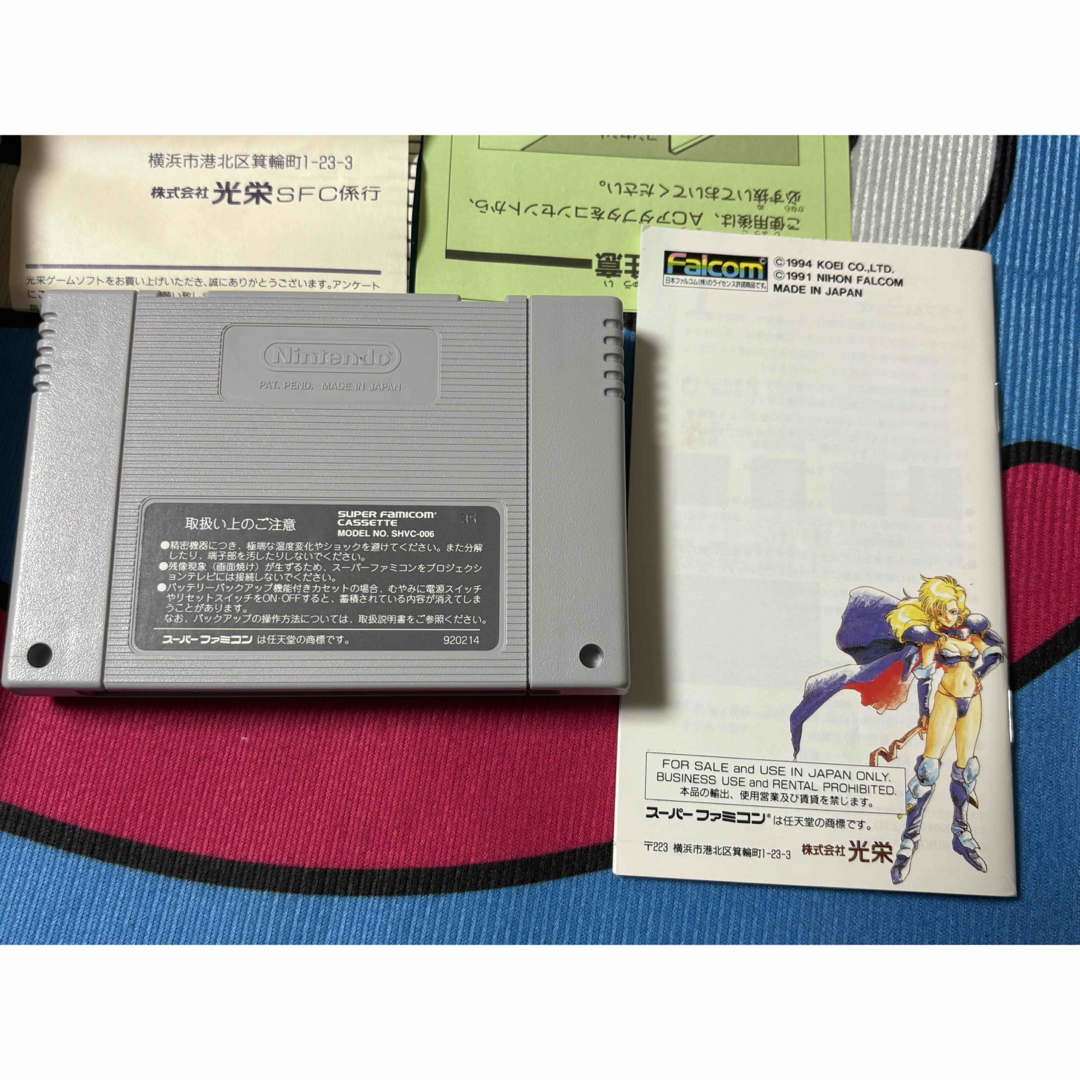 横浜市港北区箕輪町1-23-3
株式会社 光栄SFC係行
光栄ゲームソフトをお買い上げいただき、誠にありがとうございます。アンケート
ご使用後は、ACアダプタをコンセントから、
必ず抜いておいてください。
Nintendo®
PAT. PEND. MADE IN JAPAN
取扱い上のご注意
SUPER FAMICOM®
CASSETTE
MODEL NO. SHVC-006
35
●精密機器につき、極端な温度変化やショックを避けてください。また分解
したり、端子部を汚したりしないでください。
●残像現象(画面焼け)が生ずるため、スーパーファミコンをプロジェクシ
ョンテレビには接続しないでください。
●バッテリーバックアップ機能付きカセットの場合、むやみに電源スイッチ
やリセットスイッチをON・OFFすると、蓄積されている内容が消えてしま
うことがあります。
なお、バックアップの操作方法については、取扱説明書をご参照ください。
スーパーファミコン は任天堂の商標です。
920214
Falcom
日本ファルコム(株)のライセンス許諾商品です。
©1994 KOEI CO.,LTD.
©1991 NIHON FALCOM
MADE IN JAPAN
FOR SALE and USE IN JAPAN ONLY.
BUSINESS USE and RENTAL PROHIBITED.
本品の輸出、使用営業及び賃貸を禁じます。
スーパーファミコン®は任天堂の商標です。
〒223 横浜市港北区箕輪町1-23-3 株式会社 光栄